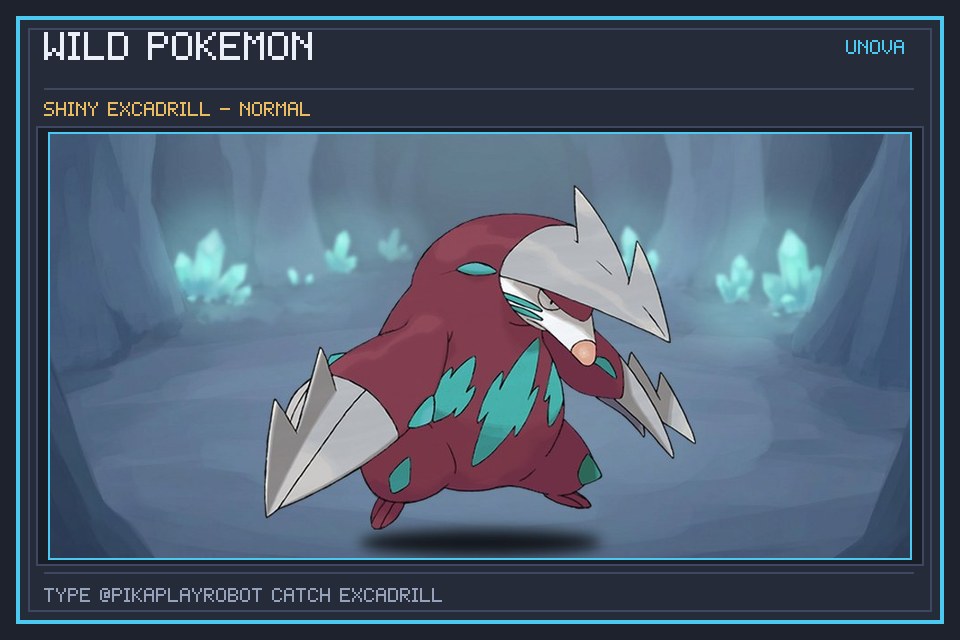 WILD POKEMON
UNOVA
SHINY EXCADRILL - NORMAL
TYPE @PIKAPLAYROBOT CATCH EXCADRILL